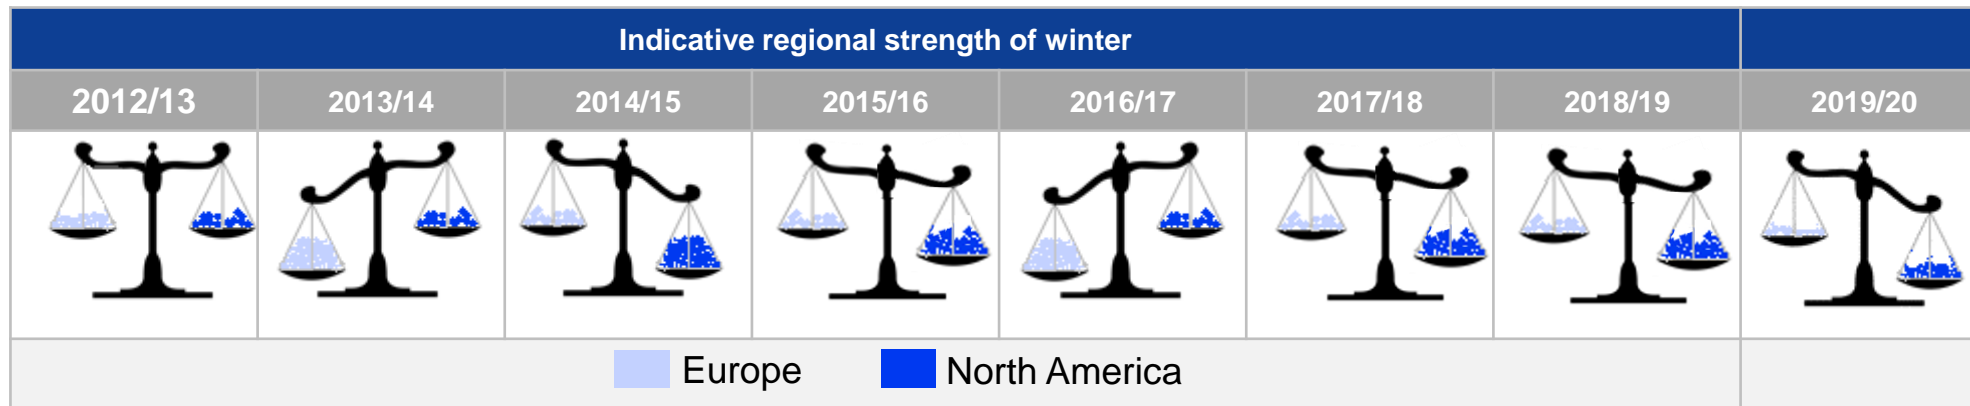 Indicative regional strength of winter
2012/13 2013/14 2014/15 2015/16 2016/17 2017/18 2018/19 2019/20
Europe North America